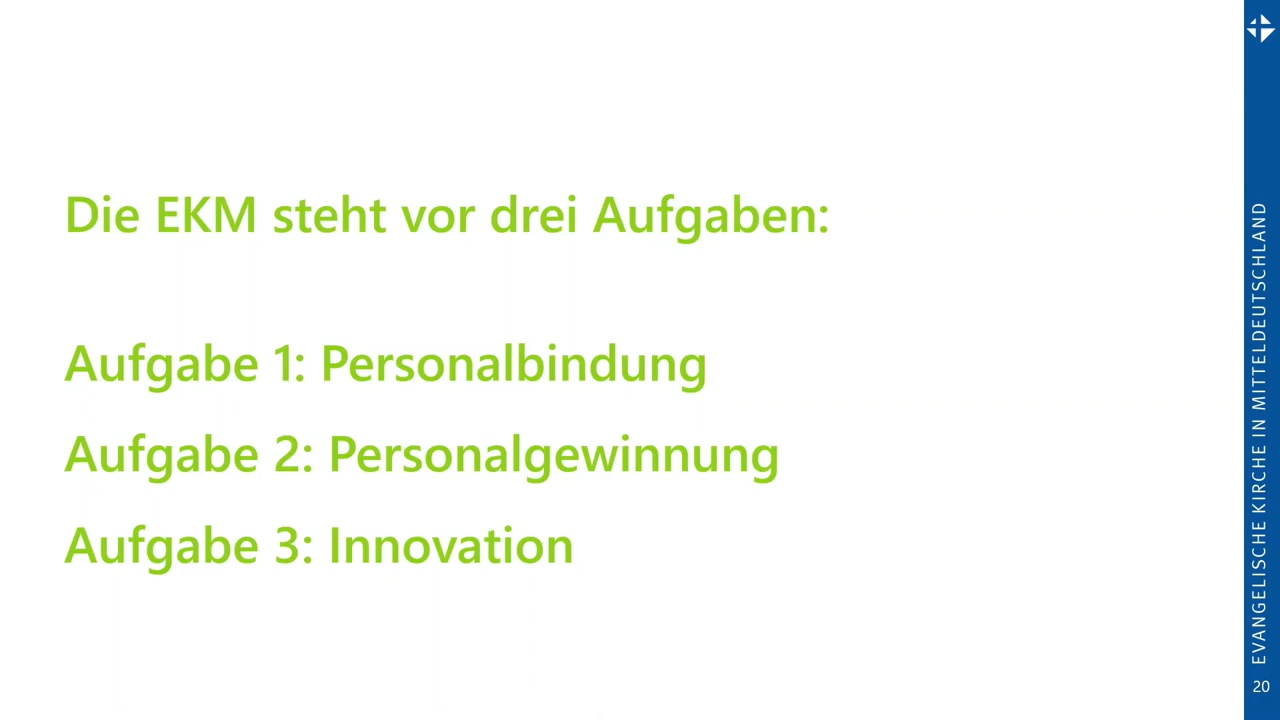 Die EKM steht vor drei Aufgaben:
Aufgabe 1: Personalbindung
Aufgabe 2: Personalgewinnung
Aufgabe 3: Innovation
EVANGELISCHE KIRCHE IN MITTELDEUTSCHLAND
20